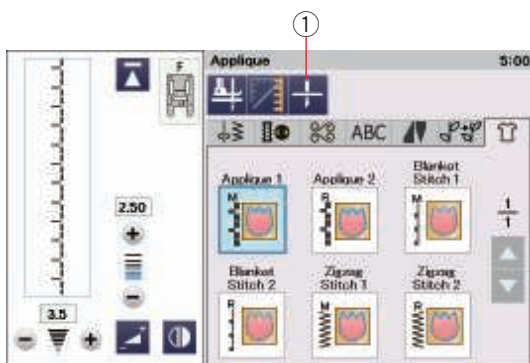 ①
Applique
5:00
F
ABC
Applique 1
Applique 2
Blanket
Stitch 1
M
R
M
2.50
1
1
Blanket
Stitch 2
Zigzag
Stitch 1
Zigzag
Stitch 2
R
M
R
3.5